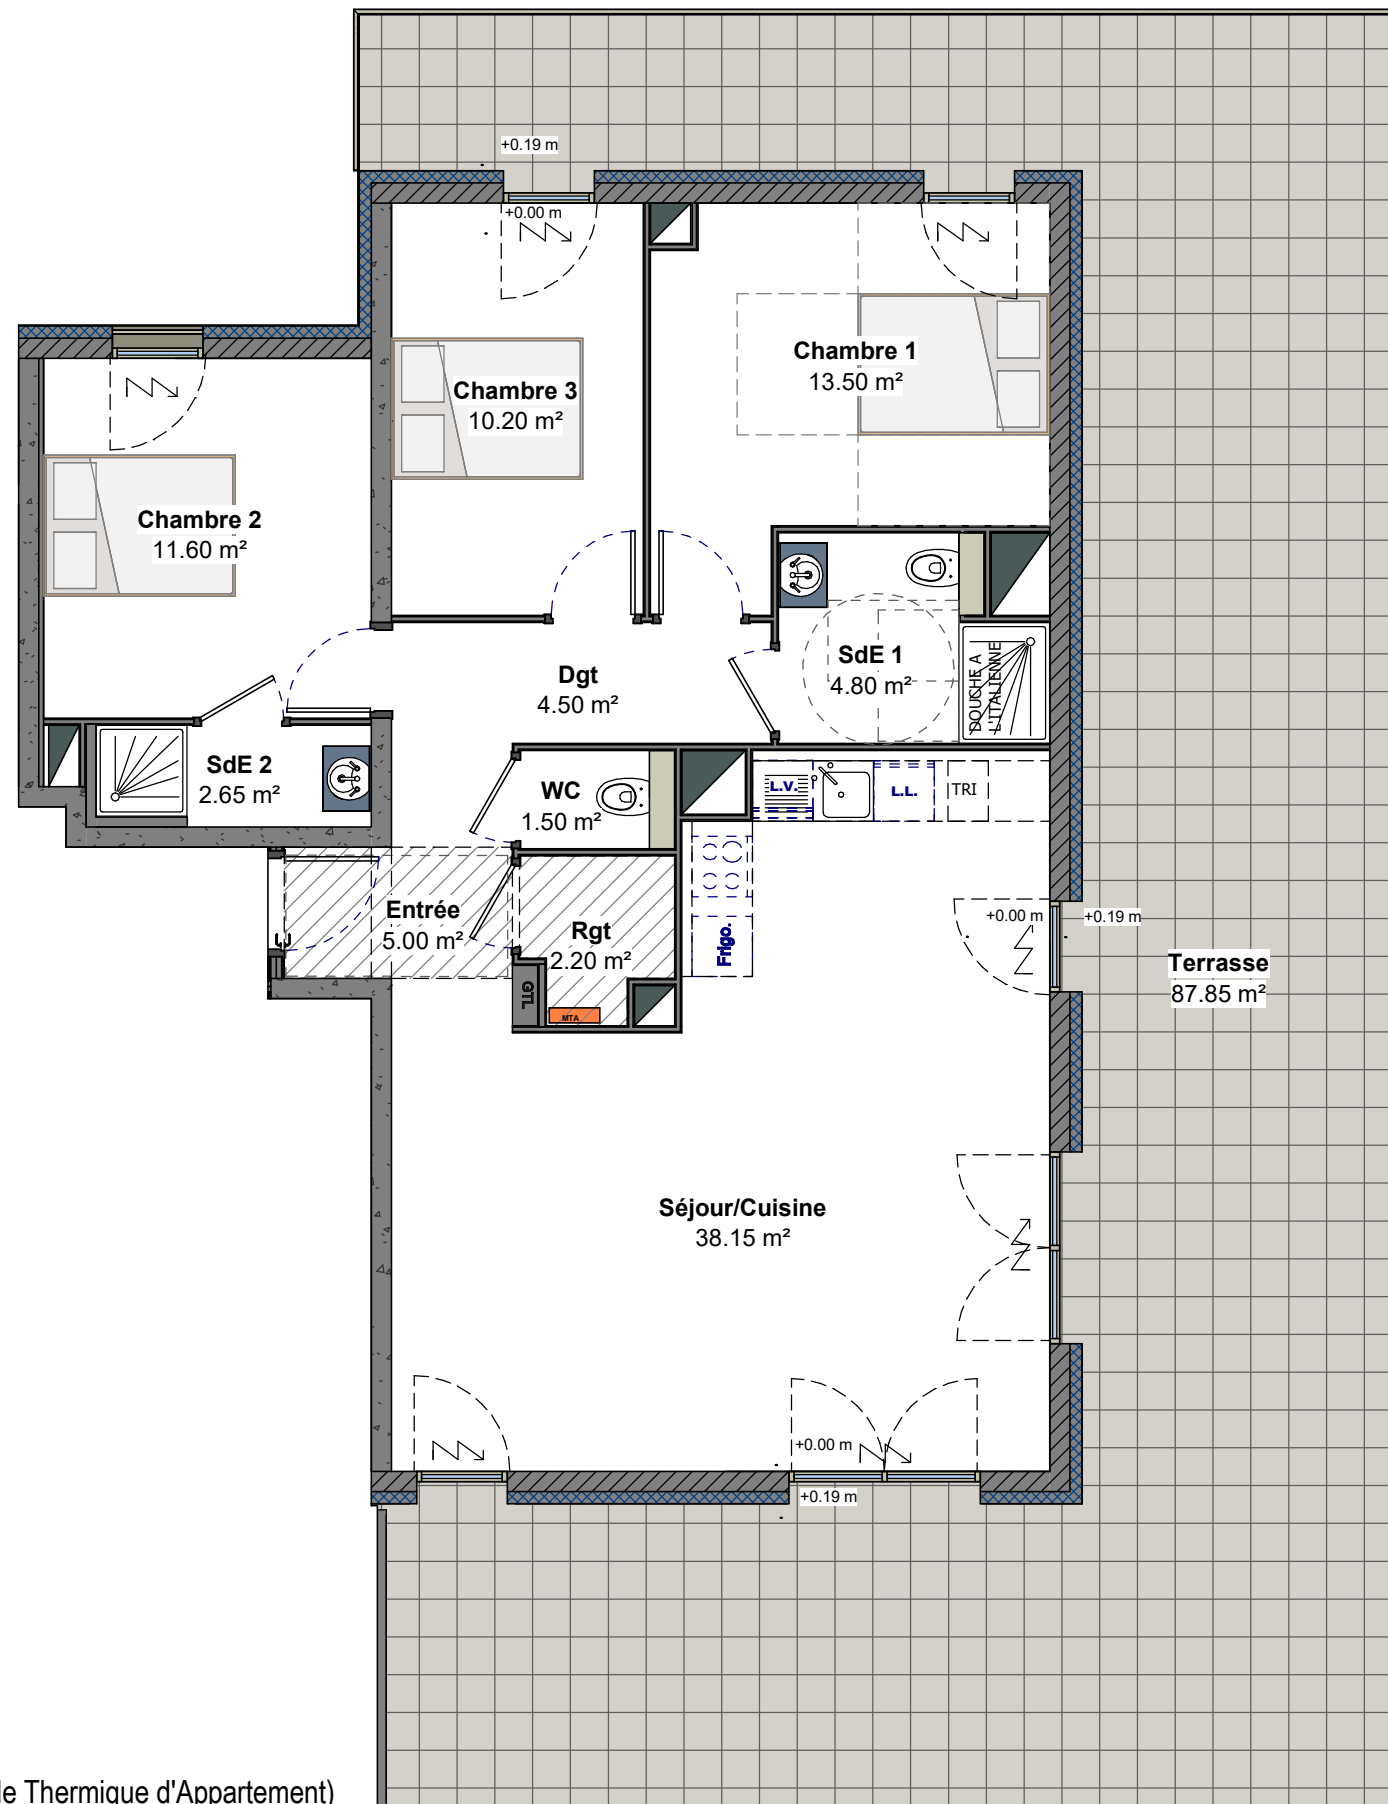 +0.19 m
+0.00 m
Chambre 1
13.50 m²
Chambre 3
10.20 m²
Chambre 2
11.60 m²
SdE 1
4.80 m²
DOUCHE A
L'ITALIENNE
Dgt
4.50 m²
SdE 2
2.65 m²
WC
1.50 m²
L.V.
L.L.
TRI
Entrée
5.00 m²
Rgt
2.20 m²
Frigo.
GTL
MTA
+0.00 m
+0.19 m
Terrasse
87.85 m²
Séjour/Cuisine
38.15 m²
+0.00 m
+0.19 m
le Thermique d'Appartement)